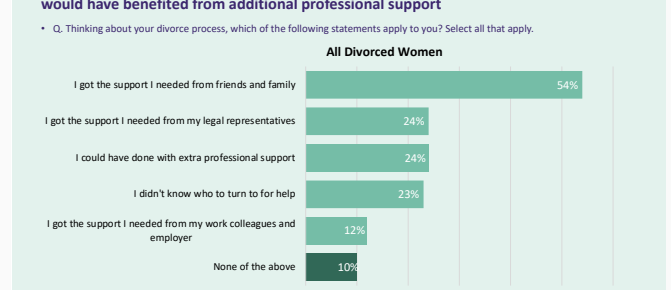 would have benefited from additional professional support
• Q. Thinking about your divorce process, which of the following statements apply to you? Select all that apply.
All Divorced Women
I got the support I needed from friends and family 54%
I got the support I needed from my legal representatives 24%
I could have done with extra professional support 24%
I didn't know who to turn to for help 23%
I got the support I needed from my work colleagues and
employer 12%
None of the above 10%